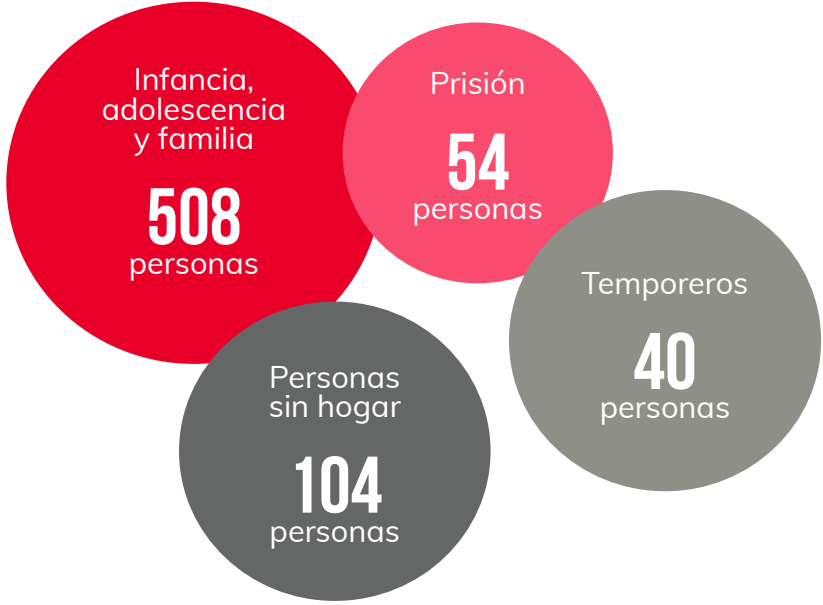 Infancia,
adolescencia
y familia
508
personas
Prisión
54
personas
Temporeros
40
personas
Personas
sin hogar
104
personas